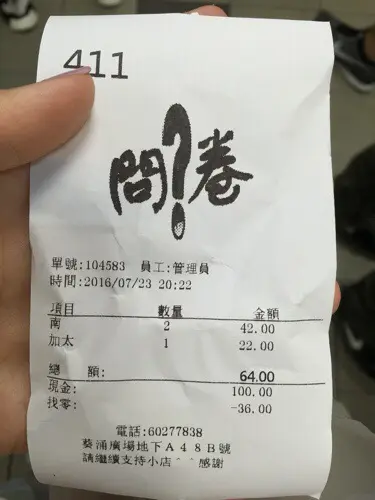 411
問?卷
單號:104583 員工:管理員
時間:2016/07/23 20:22
項目 數量 金額
南 2 42.00
加太 1 22.00
總 額: 64.00
現金: 100.00
找零: -36.00
電話:60277838
葵涌廣場地下A48B號
請繼續支持小店^^感謝